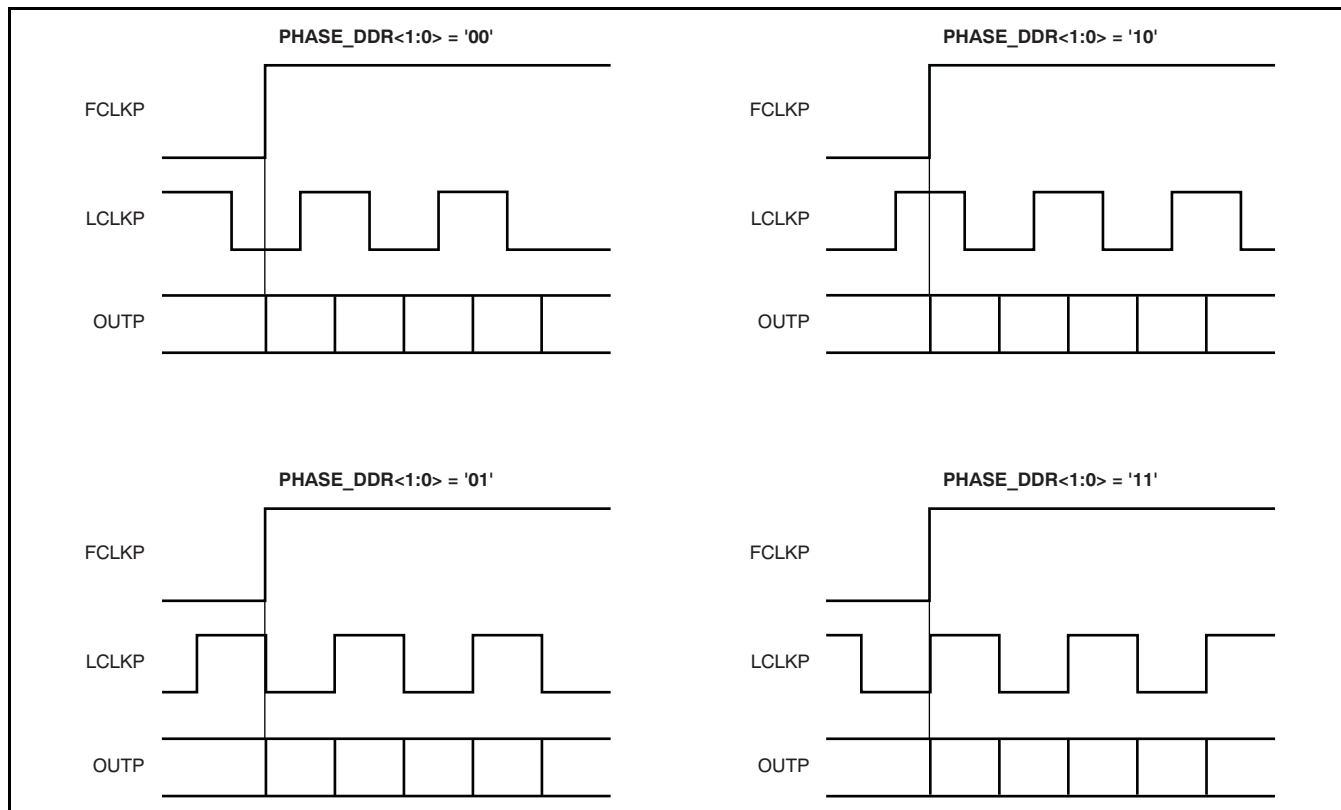 PHASE_DDR<1:0> = '00'
FCLKP
LCLKP
OUTP
PHASE_DDR<1:0> = '10'
FCLKP
LCLKP
OUTP
PHASE_DDR<1:0> = '01'
FCLKP
LCLKP
OUTP
PHASE_DDR<1:0> = '11'
FCLKP
LCLKP
OUTP